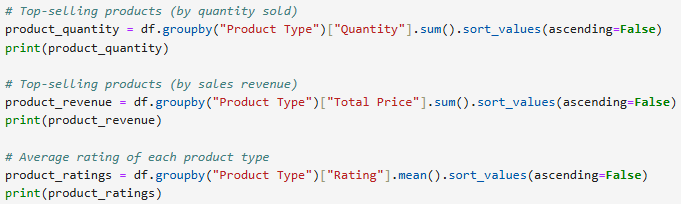 # Top-selling products (by quantity sold)
product_quantity = df.groupby("Product Type")["Quantity"].sum().sort_values(ascending=False)
print(product_quantity)
# Top-selling products (by sales revenue)
product_revenue = df.groupby("Product Type")["Total Price"].sum().sort_values(ascending=False)
print(product_revenue)
# Average rating of each product type
product_ratings = df.groupby("Product Type")["Rating"].mean().sort_values(ascending=False)
print(product_ratings)